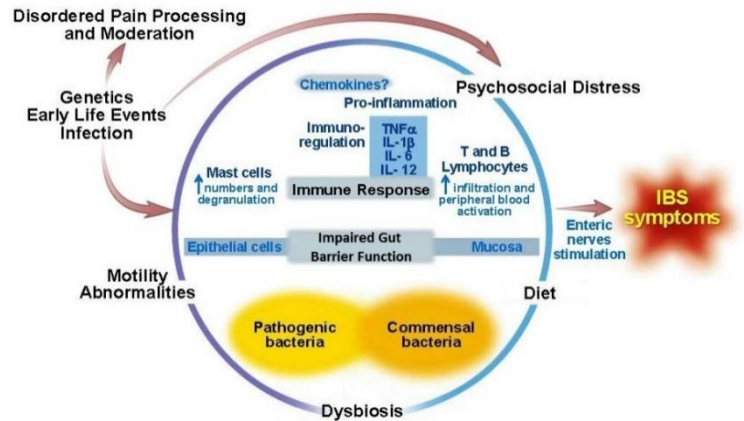 Disordered Pain Processing
and Moderation
Genetics
Early Life Events
Infection
Chemokines?
Psychosocial Distress
Pro-inflammation
Immuno-
regulation
TNFα
IL-1β
IL- 6
IL- 12
Mast cells
↑ numbers and
degranulation
T and B
Lymphocytes
↑ infiltration and
peripheral blood
activation
Immune Response
IBS
symptoms
Enteric
nerves
stimulation
Epithelial cells
Impaired Gut
Barrier Function
Mucosa
Motility
Abnormalities
Diet
Pathogenic
bacteria
Commensal
bacteria
Dysbiosis